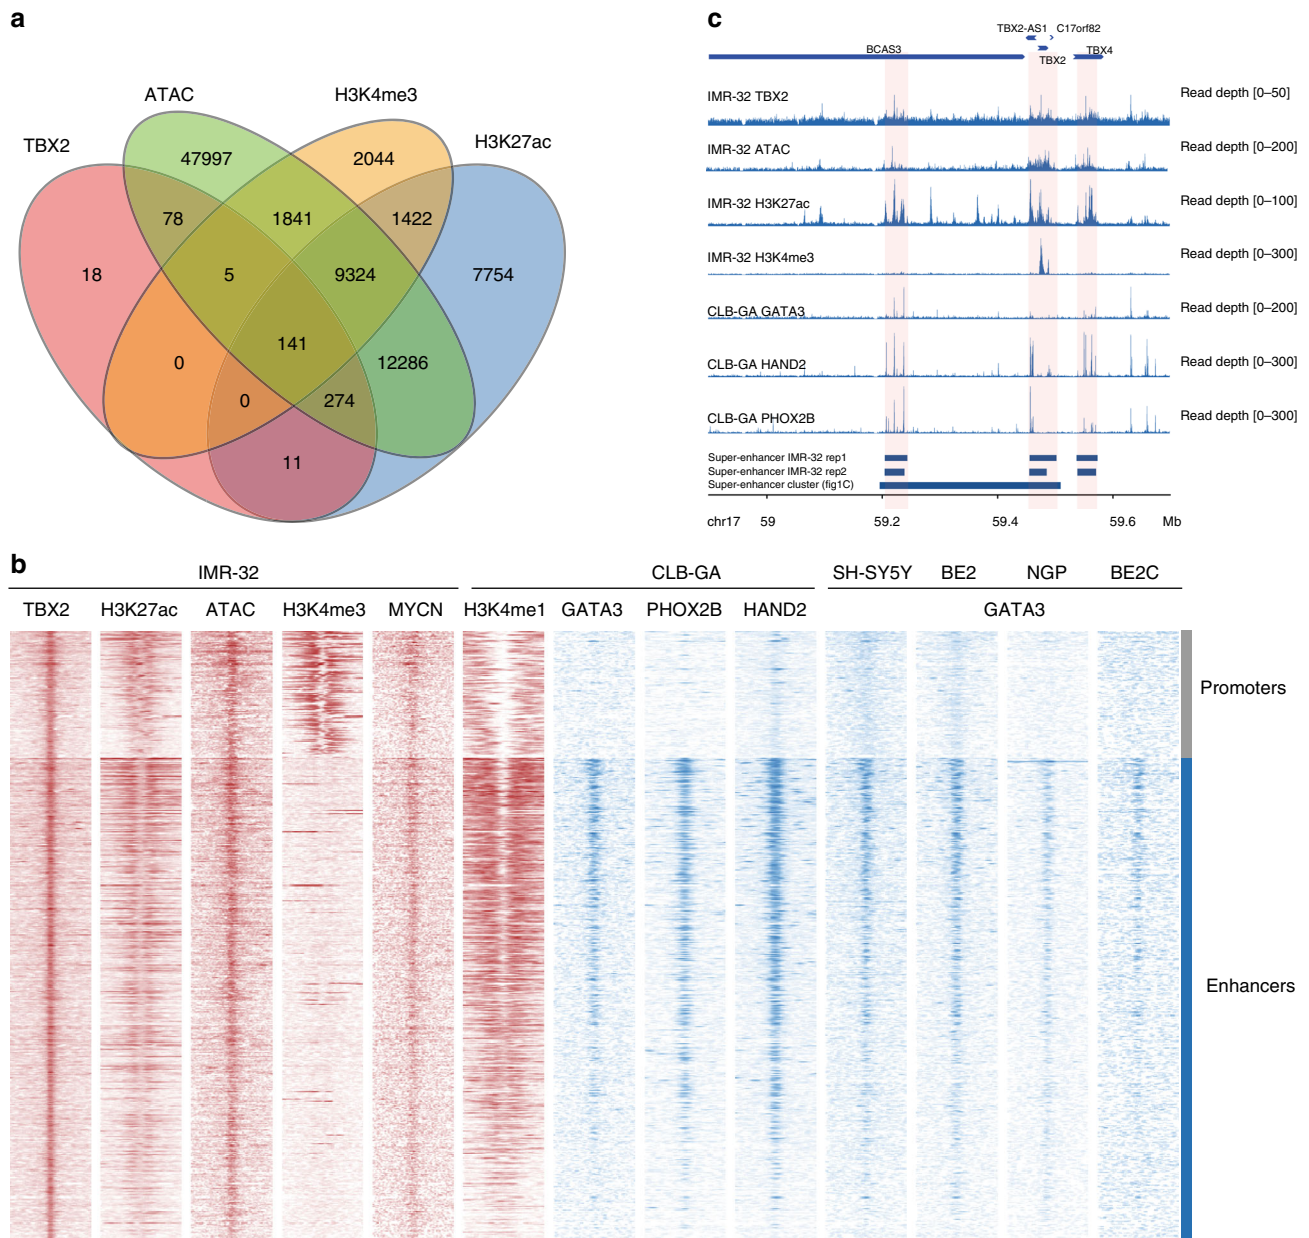 a
TBX2
ATAC
H3K4me3
H3K27ac
47997
2044
78
1841
1422
18
5
9324
7754
141
0
12286
0
274
11
c
TBX2-AS1 C17orf82
BCAS3
TBX2
TBX4
IMR-32 TBX2
Read depth [0–50]
IMR-32 ATAC
Read depth [0–200]
IMR-32 H3K27ac
Read depth [0–100]
IMR-32 H3K4me3
Read depth [0–300]
CLB-GA GATA3
Read depth [0–200]
CLB-GA HAND2
Read depth [0–300]
CLB-GA PHOX2B
Read depth [0–300]
Super-enhancer IMR-32 rep1
Super-enhancer IMR-32 rep2
Super-enhancer cluster (fig1C)
chr17 59 59.2 59.4 59.6 Mb
b
IMR-32 CLB-GA SH-SY5Y BE2 NGP BE2C
TBX2 H3K27ac ATAC H3K4me3 MYCN H3K4me1 GATA3 PHOX2B HAND2 GATA3
Promoters
Enhancers